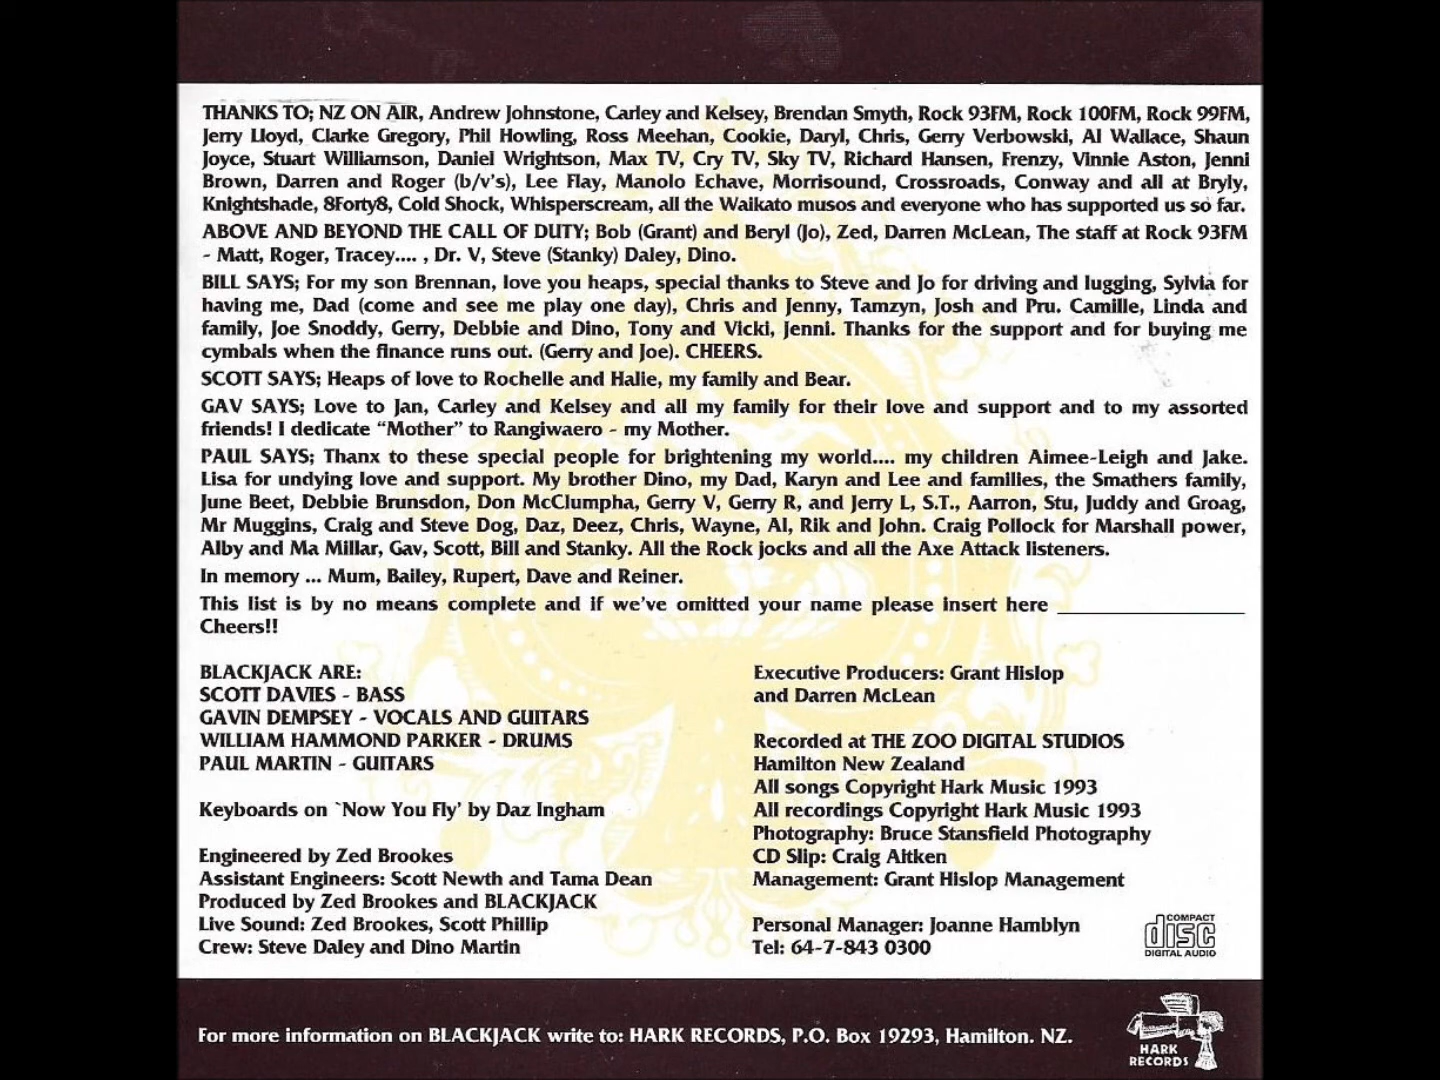 THANKS TO; NZ ON AIR, Andrew Johnstone, Carley and Kelsey, Brendan Smyth, Rock 93FM, Rock 100FM, Rock 99FM,
Jerry Lloyd, Clarke Gregory, Phil Howling, Ross Meehan, Cookie, Daryl, Chris, Gerry Verbowski, Al Wallace, Shaun
Joyce, Stuart Williamson, Daniel Wrightson, Max TV, Cry TV, Sky TV, Richard Hansen, Frenzy, Vinnie Aston, Jenni
Brown, Darren and Roger (b/v's), Lee Flay, Manolo Echave, Morrisound, Crossroads, Conway and all at Bryly,
Knightshade, 8Forty8, Cold Shock, Whisperscream, all the Waikato musos and everyone who has supported us so far.
ABOVE AND BEYOND THE CALL OF DUTY; Bob (Grant) and Beryl (Jo), Zed, Darren McLean, The staff at Rock 93FM
- Matt, Roger, Tracey.... , Dr. V, Steve (Stanky) Daley, Dino.
BILL SAYS; For my son Brennan, love you heaps, special thanks to Steve and Jo for driving and lugging, Sylvia for
having me, Dad (come and see me play one day), Chris and Jenny, Tamzyn, Josh and Pru. Camille, Linda and
family, Joe Snoddy, Gerry, Debbie and Dino, Tony and Vicki, Jenni. Thanks for the support and for buying me
cymbals when the finance runs out. (Gerry and Joe). CHEERS.
SCOTT SAYS; Heaps of love to Rochelle and Halie, my family and Bear.
GAV SAYS; Love to Jan, Carley and Kelsey and all my family for their love and support and to my assorted
friends! I dedicate “Mother” to Rangiwaero - my Mother.
PAUL SAYS; Thanx to these special people for brightening my world.... my children Aimee-Leigh and Jake.
Lisa for undying love and support. My brother Dino, my Dad, Karyn and Lee and families, the Smathers family,
June Beet, Debbie Brunsdon, Don McClumpha, Gerry V, Gerry R, and Jerry L, S.T., Aarron, Stu, Juddy and Groag,
Mr Muggins, Craig and Steve Dog, Daz, Deez, Chris, Wayne, Al, Rik and John. Craig Pollock for Marshall power,
Alby and Ma Millar, Gav, Scott, Bill and Stanky. All the Rock jocks and all the Axe Attack listeners.
In memory ... Mum, Bailey, Rupert, Dave and Reiner.
This list is by no means complete and if we've omitted your name please insert here ____________________
Cheers!!
BLACKJACK ARE:
SCOTT DAVIES - BASS
GAVIN DEMPSEY - VOCALS AND GUITARS
WILLIAM HAMMOND PARKER - DRUMS
PAUL MARTIN - GUITARS
Keyboards on `Now You Fly' by Daz Ingham
Engineered by Zed Brookes
Assistant Engineers: Scott Newth and Tama Dean
Produced by Zed Brookes and BLACKJACK
Live Sound: Zed Brookes, Scott Phillip
Crew: Steve Daley and Dino Martin
Executive Producers: Grant Hislop
and Darren McLean
Recorded at THE ZOO DIGITAL STUDIOS
Hamilton New Zealand
All songs Copyright Hark Music 1993
All recordings Copyright Hark Music 1993
Photography: Bruce Stansfield Photography
CD Slip: Craig Aitken
Management: Grant Hislop Management
Personal Manager: Joanne Hamblyn
Tel: 64-7-843 0300
COMPACT
disc
DIGITAL AUDIO
For more information on BLACKJACK write to: HARK RECORDS, P.O. Box 19293, Hamilton. NZ.
HARK
RECORDS